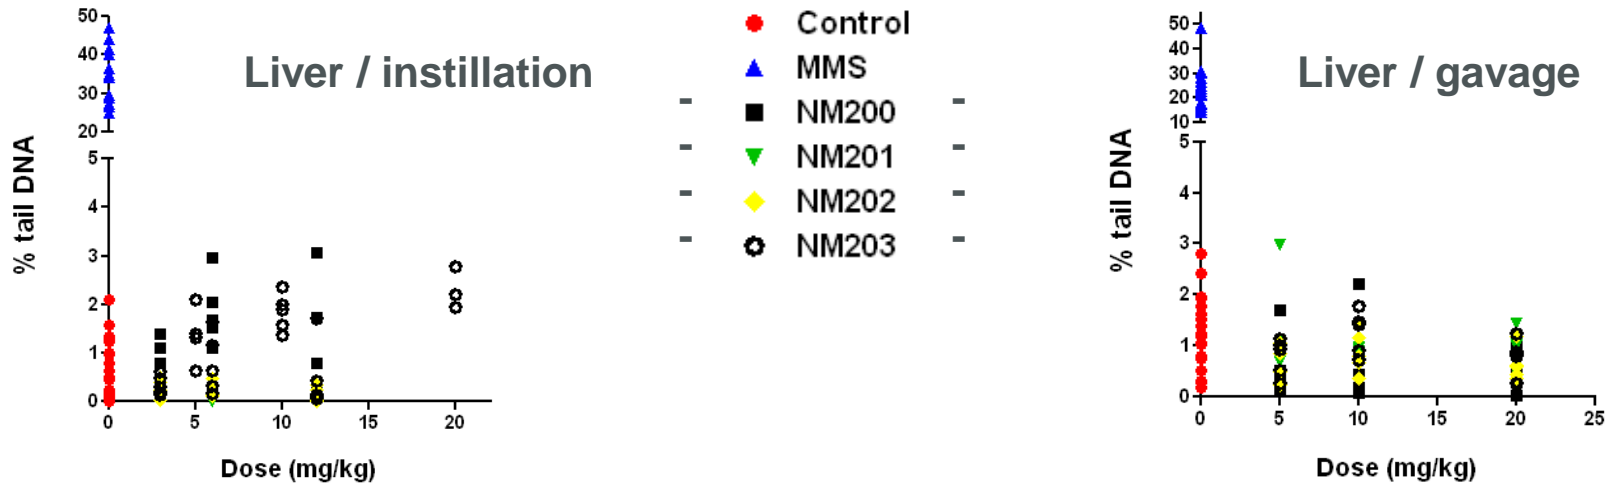 Liver / instillation
% tail DNA
50
40
30
20
5
4
3
2
1
0
0 5 10 15 20
Dose (mg/kg)
Control
MMS
- NM200 -
- NM201 -
- NM202 -
- NM203 -
Liver / gavage
% tail DNA
50
40
30
20
10
5
4
3
2
1
0
0 5 10 15 20 25
Dose (mg/kg)